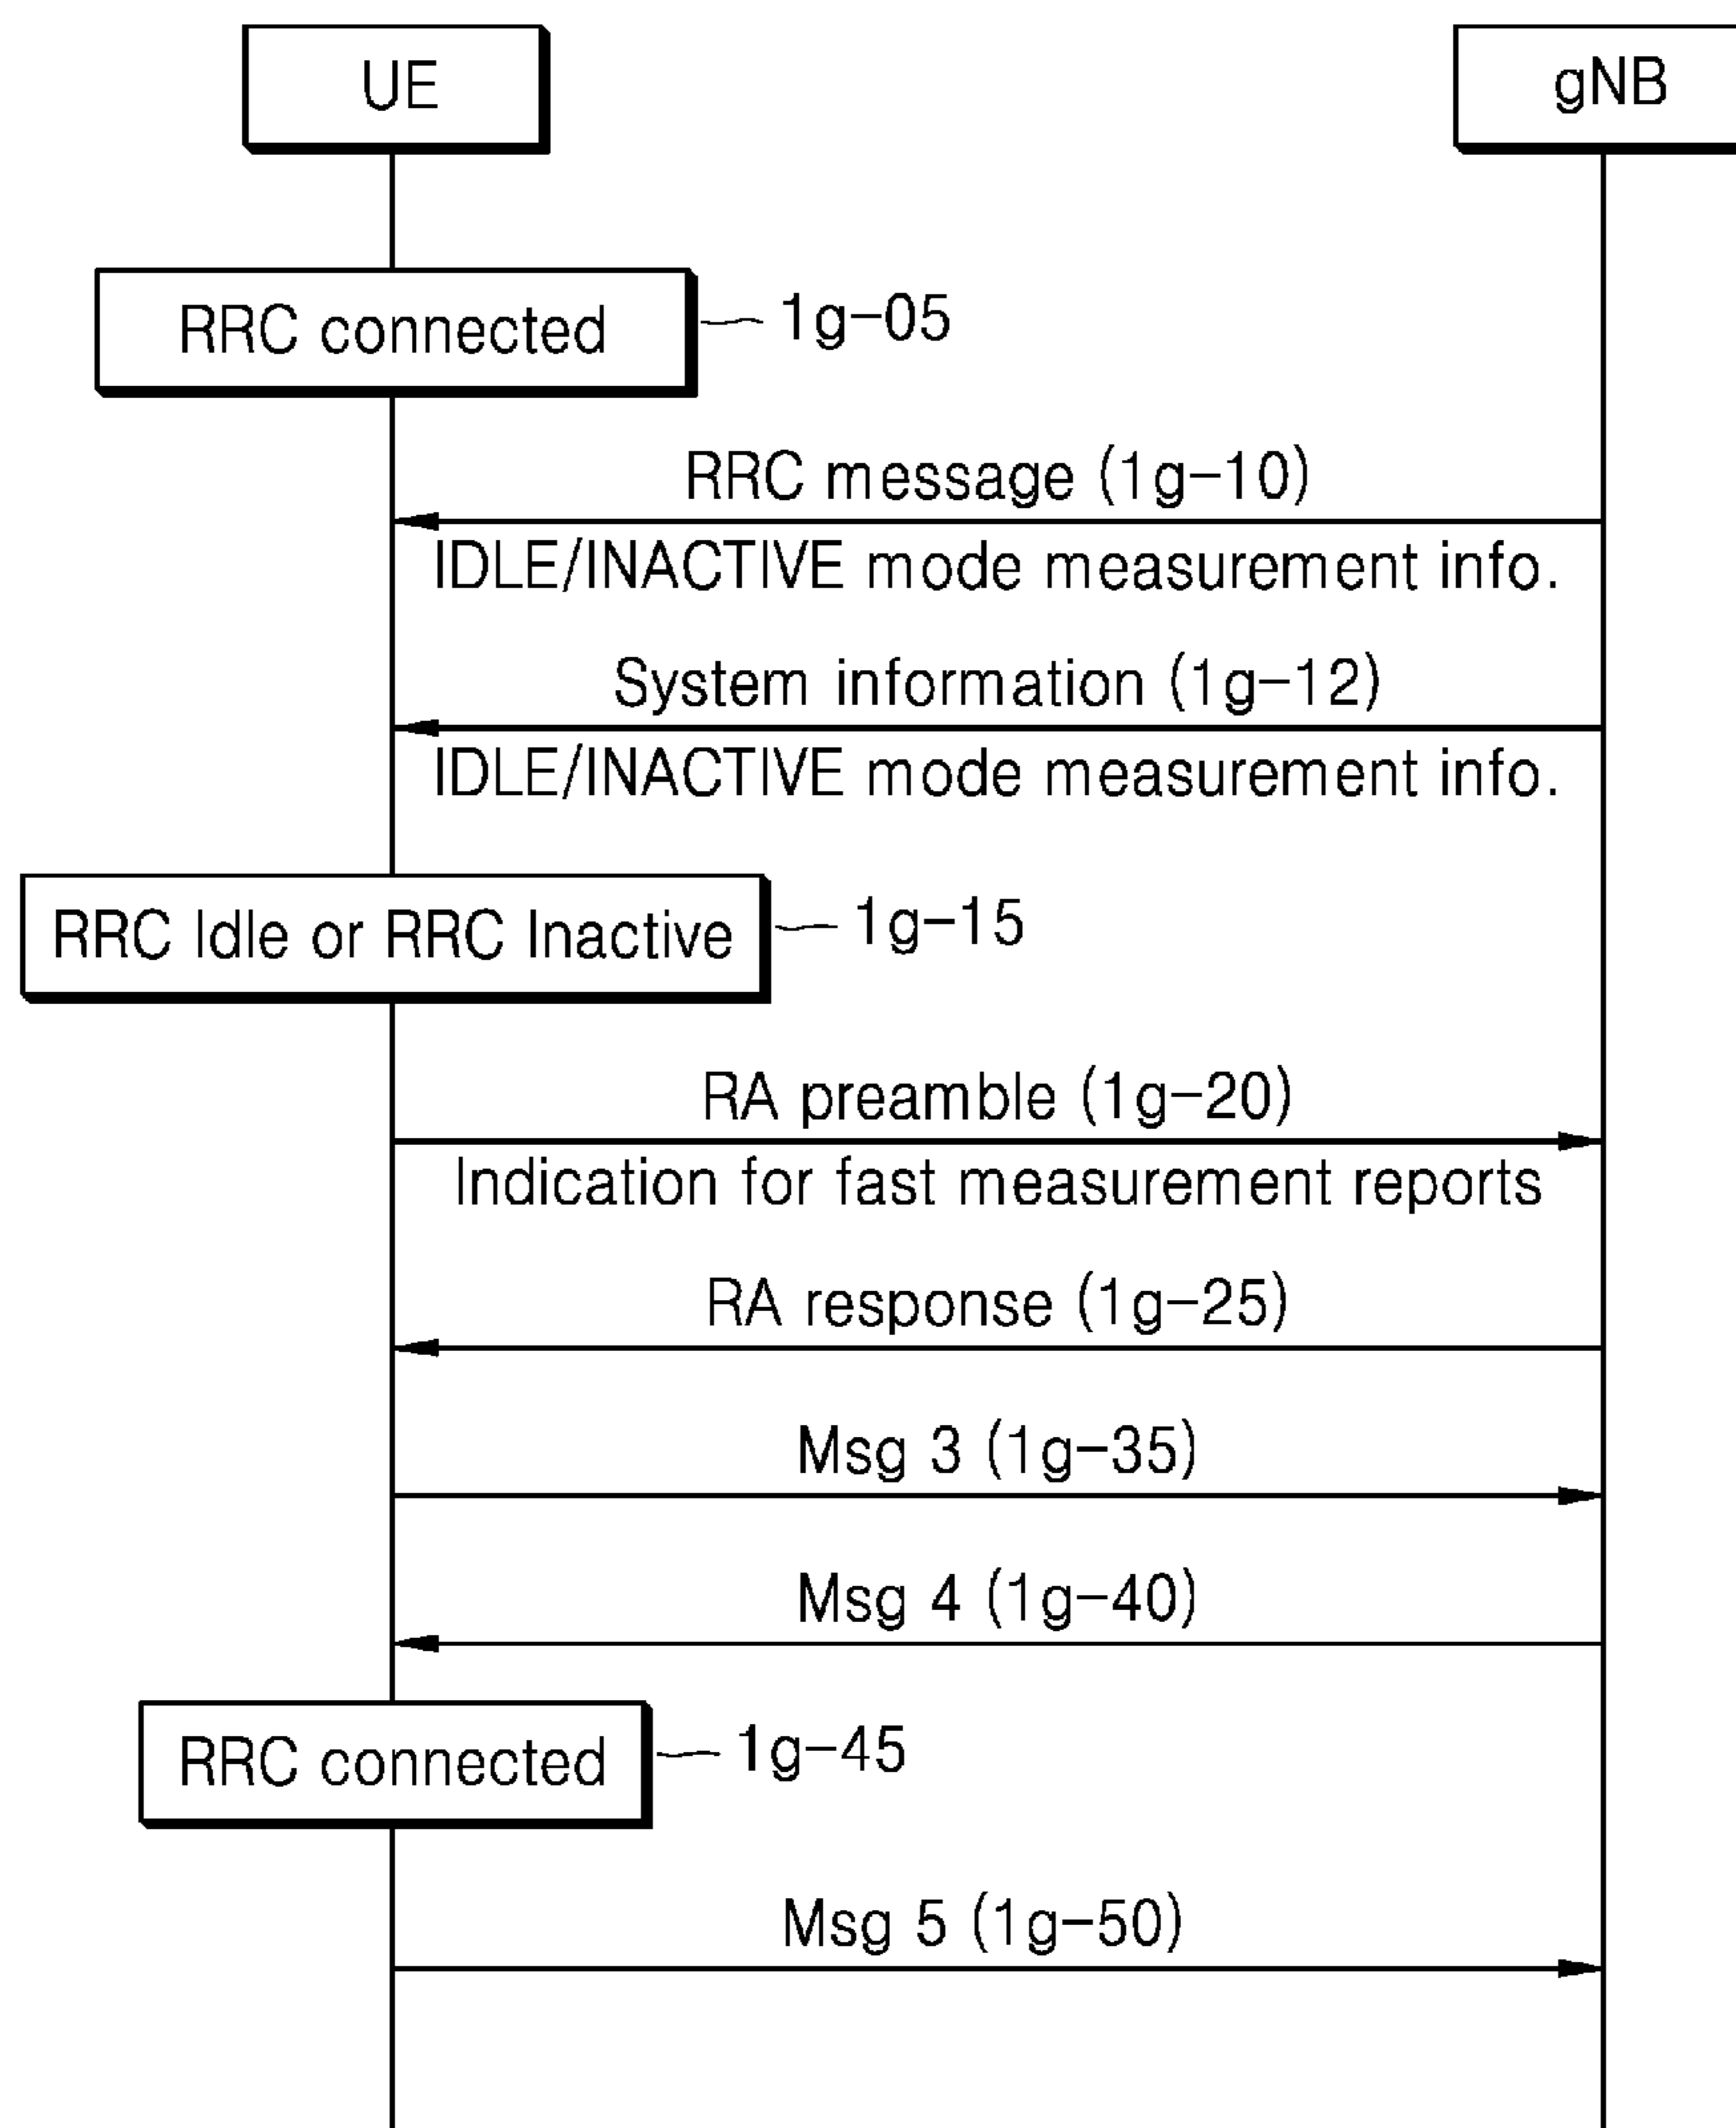 UE
gNB
RRC connected
1g-05
RRC message (1g-10)
IDLE/INACTIVE mode measurement info.
System information (1g-12)
IDLE/INACTIVE mode measurement info.
RRC Idle or RRC Inactive
1g-15
RA preamble (1g-20)
Indication for fast measurement reports
RA response (1g-25)
Msg 3 (1g-35)
Msg 4 (1g-40)
RRC connected
1g-45
Msg 5 (1g-50)